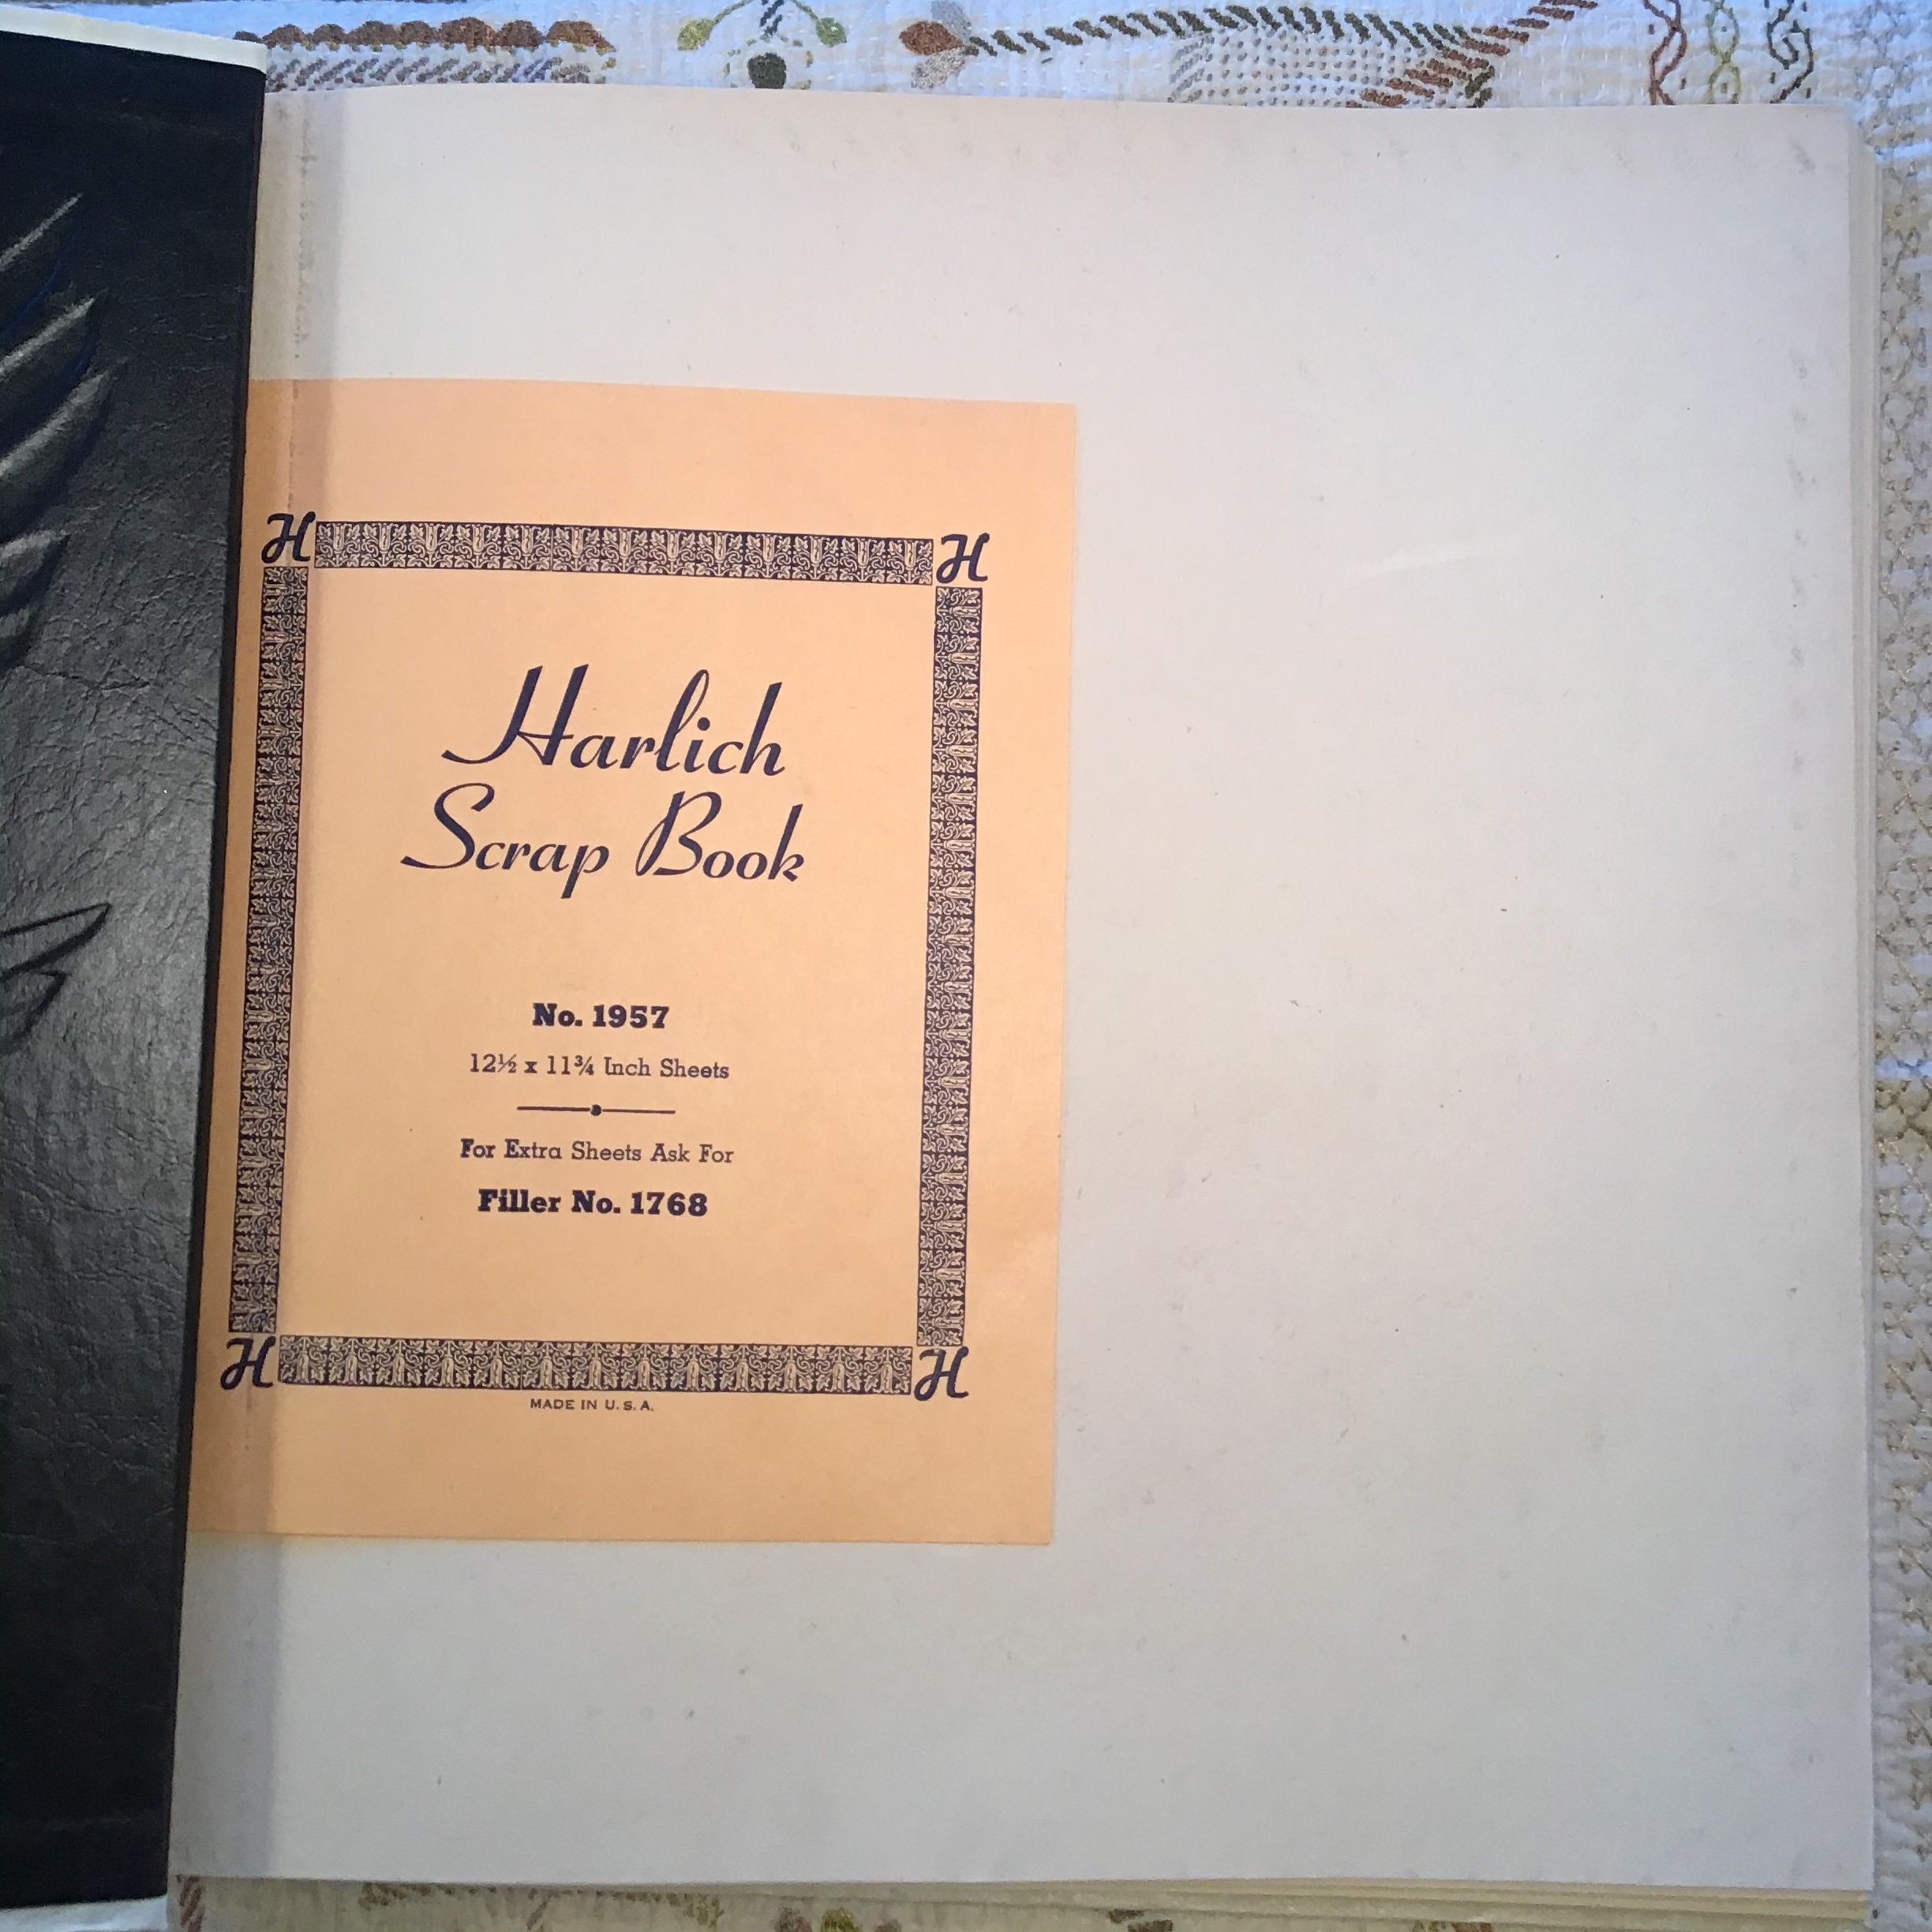 H H
Harlich
Scrap Book
No. 1957
12½ x 11¾ Inch Sheets
For Extra Sheets Ask For
Filler No. 1768
H H
MADE IN U.S.A.